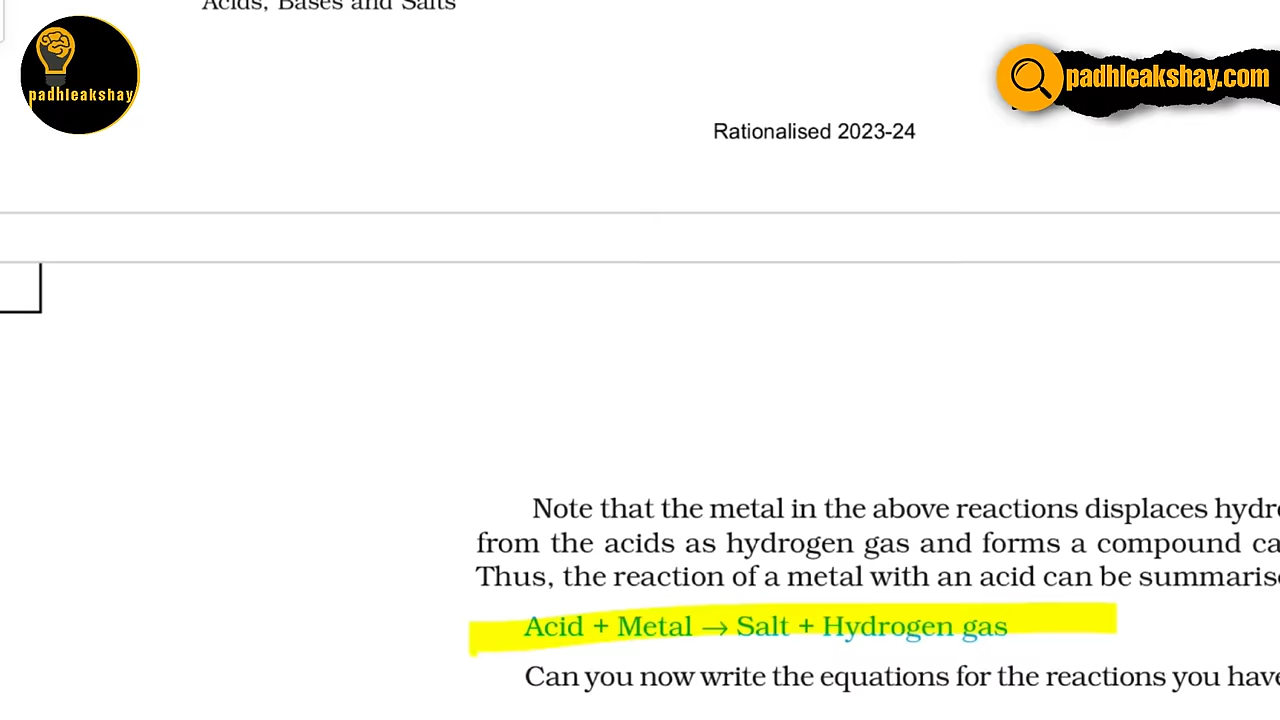 Acids, Bases and Salts
padhleakshay
padhleakshay.com
Rationalised 2023-24
Note that the metal in the above reactions displaces hydr
from the acids as hydrogen gas and forms a compound ca
Thus, the reaction of a metal with an acid can be summaris
Acid + Metal → Salt + Hydrogen gas
Can you now write the equations for the reactions you have